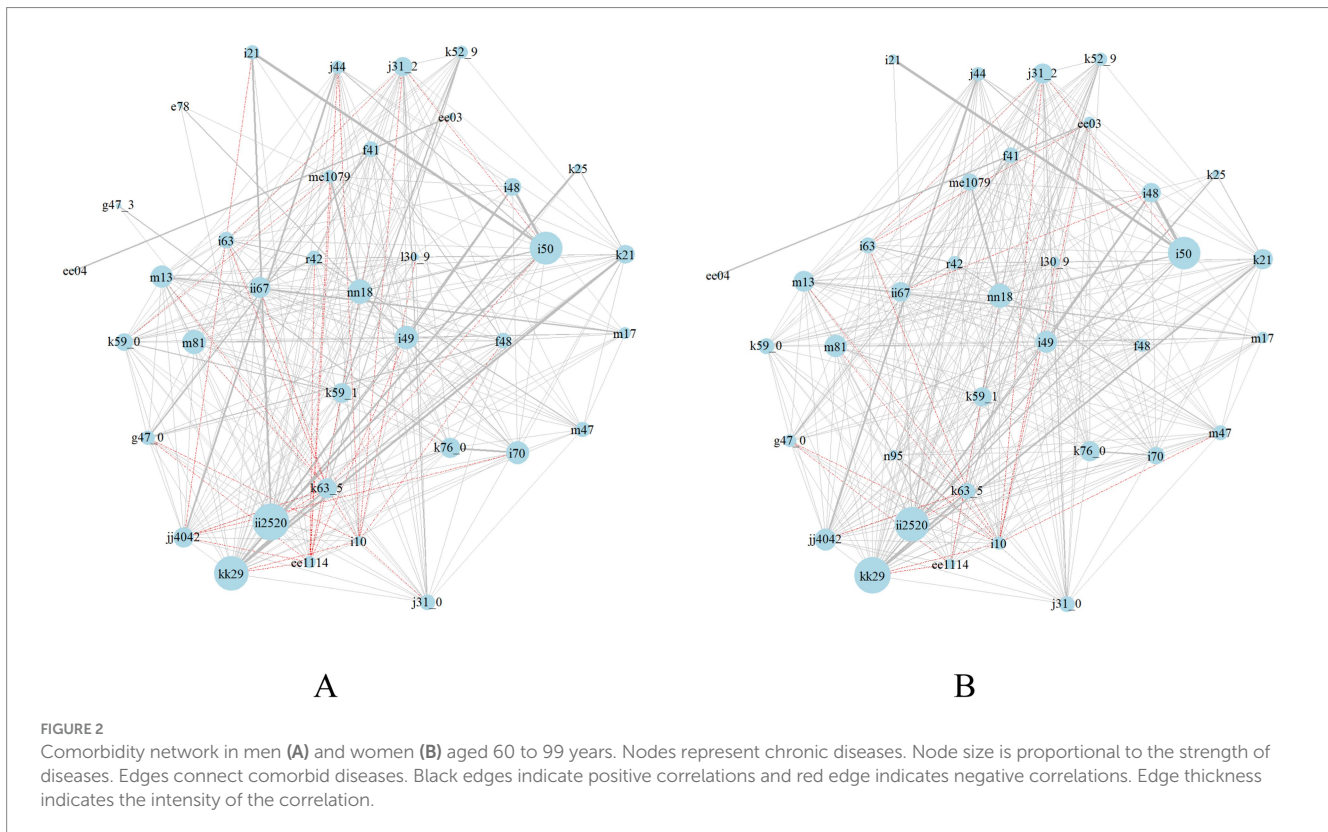 i21
k52_9
j44
j31_2
e78
ee03
f41
k25
me1079
i48
g47_3
i63
i50
r42
l30_9
k21
ee04
m13
ii67
nn18
m17
k59_0
m81
i49
f48
k59_1
m47
g47_0
k76_0
i70
k63_5
ii2520
jj4042
i10
ee1114
kk29
j31_0
A
i21
k52_9
j44
j31_2
ee03
f41
k25
me1079
i48
i63
i50
r42
l30_9
k21
ee04
m13
ii67
nn18
m17
k59_0
m81
i49
f48
k59_1
m47
g47_0
n95
k76_0
i70
k63_5
ii2520
jj4042
i10
ee1114
kk29
j31_0
B
FIGURE 2
Comorbidity network in men (A) and women (B) aged 60 to 99 years. Nodes represent chronic diseases. Node size is proportional to the strength of
diseases. Edges connect comorbid diseases. Black edges indicate positive correlations and red edge indicates negative correlations. Edge thickness
indicates the intensity of the correlation.